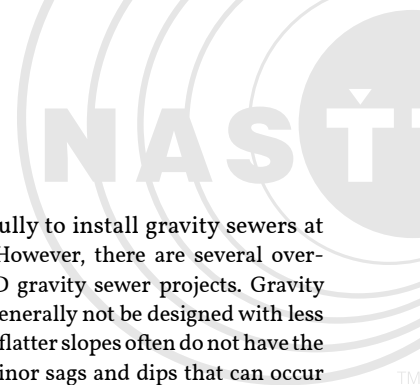 NASTT
ully to install gravity sewers at
However, there are several over-
D gravity sewer projects. Gravity
enerally not be designed with less
flatter slopes often do not have the
inor sags and dips that can occur
TM